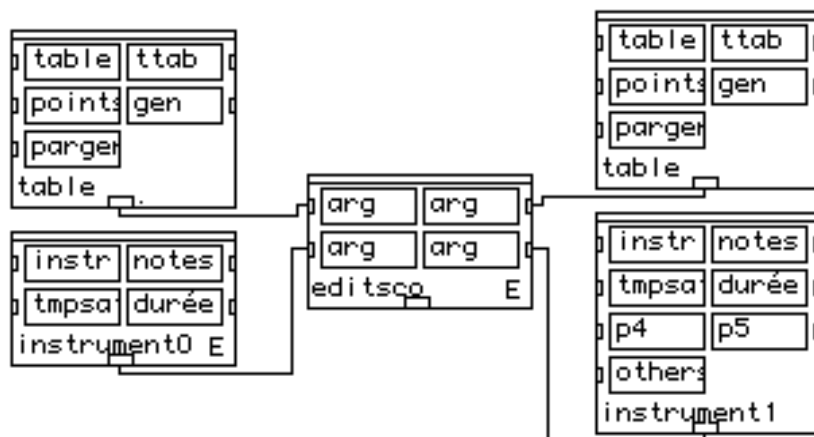 table ttab
points gen
parger
table
instr notes
tmpsa durée
instrument0 E
arg arg
arg arg
editsco E
table ttab
points gen
parger
table
instr notes
tmpsa durée
p4 p5
others
instrument1